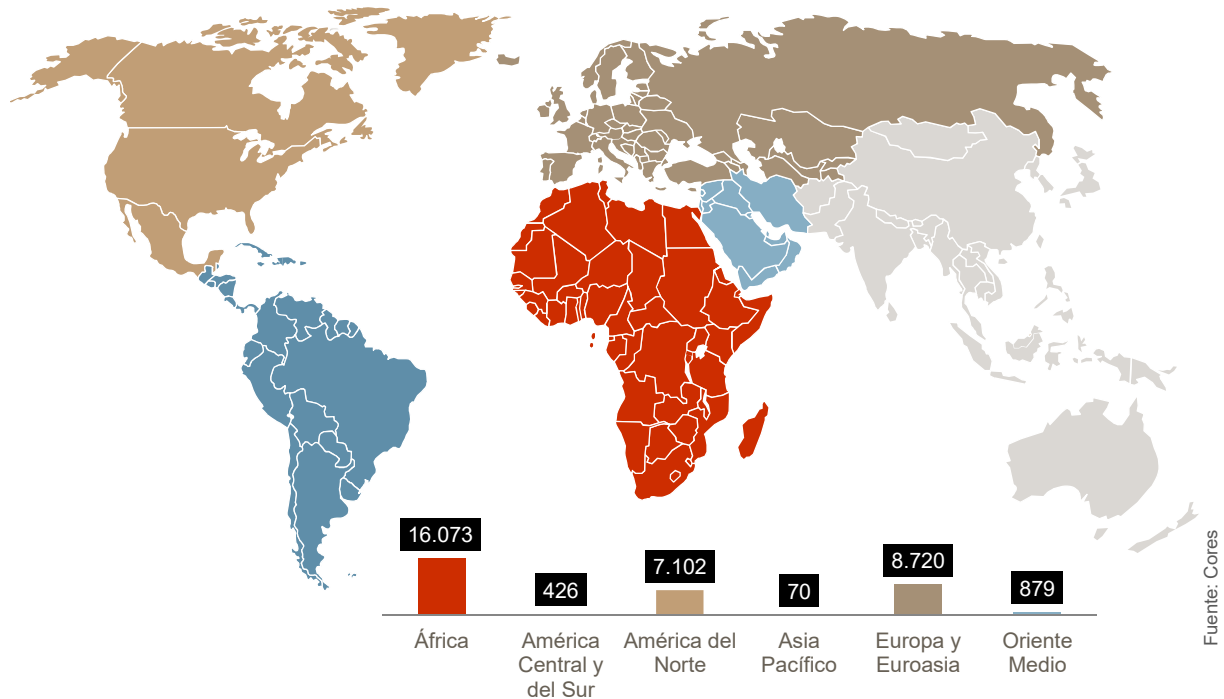 16.073
426
7.102
70
8.720
879
África
América
Central y
del Sur
América del
Norte
Asia
Pacífico
Europa y
Euroasia
Oriente
Medio
Fuente: Cores